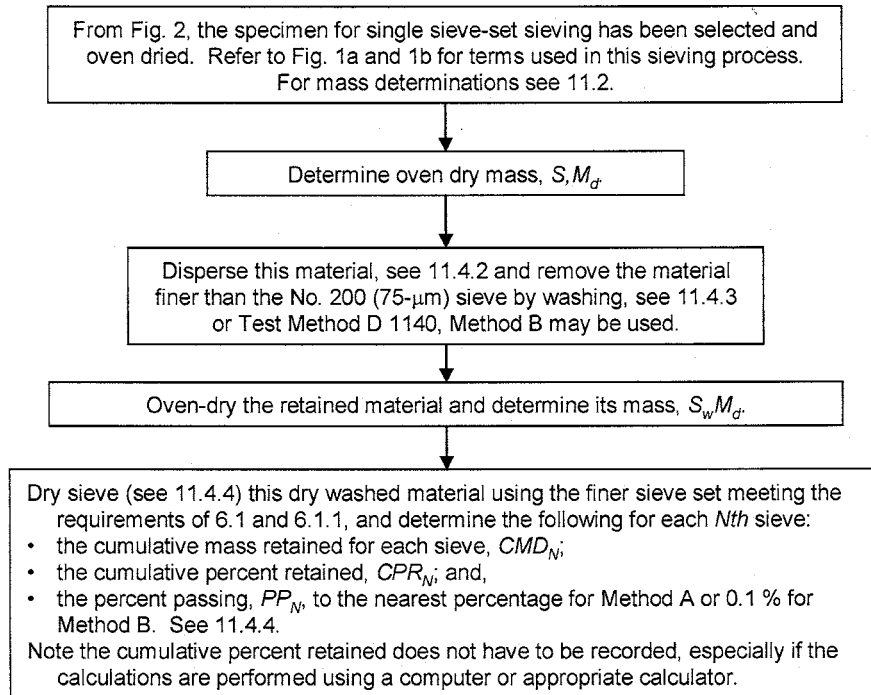 From Fig. 2, the specimen for single sieve-set sieving has been selected and
oven dried. Refer to Fig. 1a and 1b for terms used in this sieving process.
For mass determinations see 11.2.
Determine oven dry mass, S,Md.
Disperse this material, see 11.4.2 and remove the material
finer than the No. 200 (75-μm) sieve by washing, see 11.4.3
or Test Method D 1140, Method B may be used.
Oven-dry the retained material and determine its mass, SwMd.
Dry sieve (see 11.4.4) this dry washed material using the finer sieve set meeting the
requirements of 6.1 and 6.1.1, and determine the following for each Nth sieve:
• the cumulative mass retained for each sieve, CMDN;
• the cumulative percent retained, CPRN; and,
• the percent passing, PPN, to the nearest percentage for Method A or 0.1 % for
Method B. See 11.4.4.
Note the cumulative percent retained does not have to be recorded, especially if the
calculations are performed using a computer or appropriate calculator.